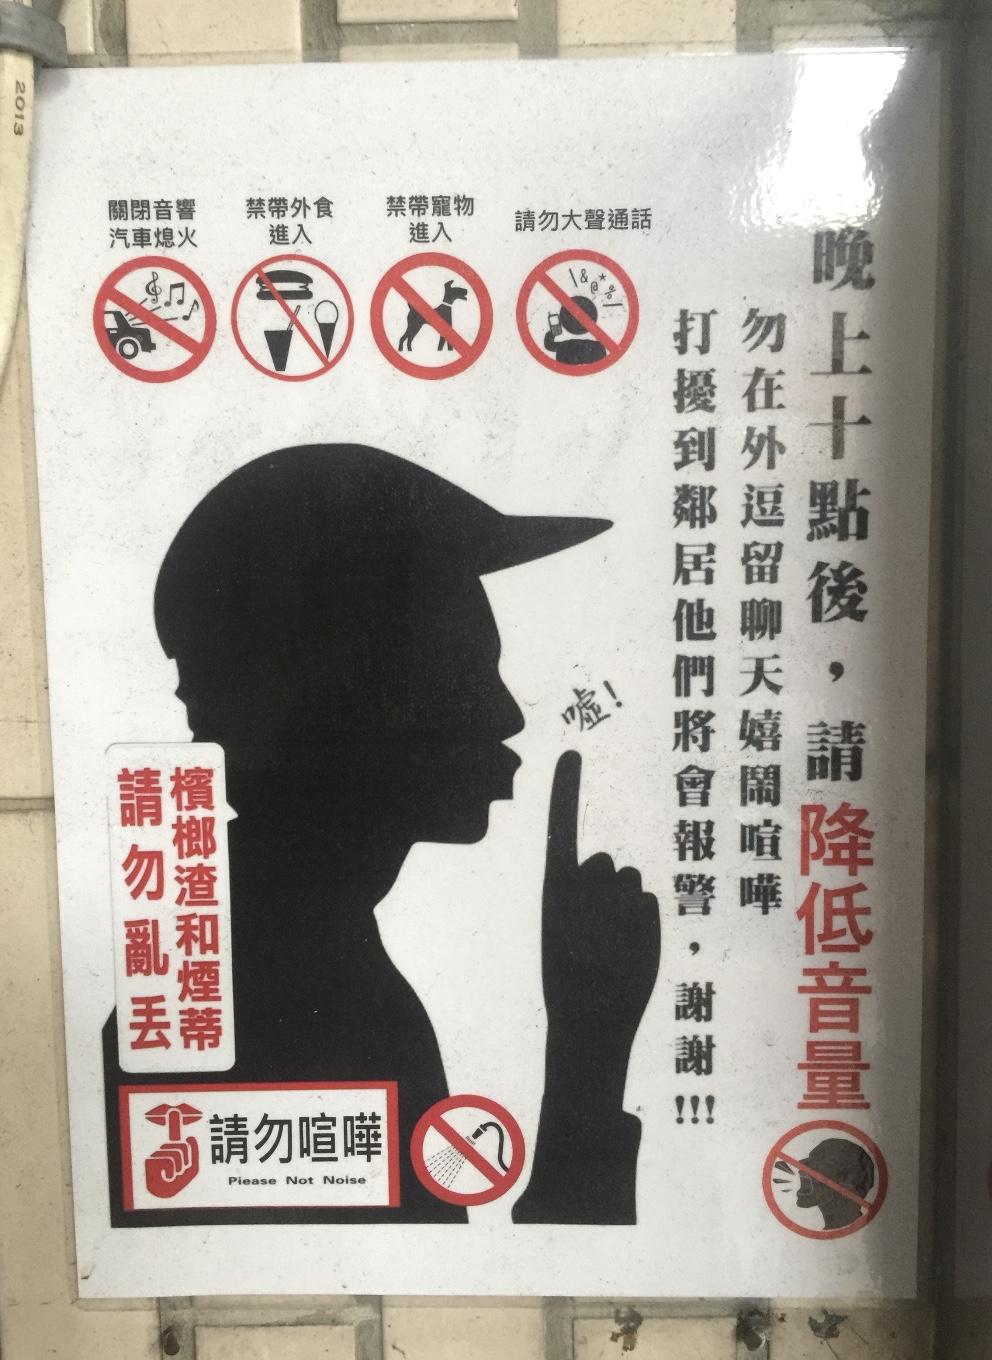 2013
關閉音響
汽車熄火
禁帶外食
進入
禁帶寵物
進入
請勿大聲通話
!&@*%!
晚上十點後，請降低音量
勿在外逗留聊天嬉鬧喧嘩
打擾到鄰居他們將會報警，謝謝!!!
噓!
檳榔渣和煙蒂
請勿亂丟
請勿喧嘩
Piease Not Noise